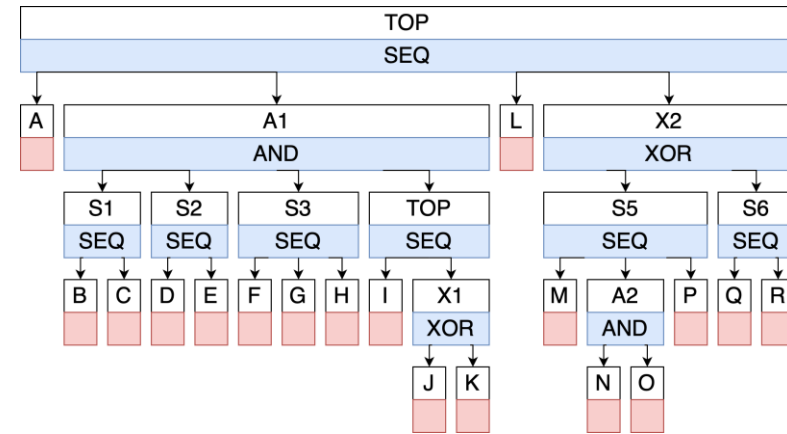 TOP
SEQ
A A1 L X2
AND XOR
S1 S2 S3 TOP S5 S6
SEQ SEQ SEQ SEQ SEQ SEQ
B C D E F G H I X1 M A2 P Q R
XOR AND
J K N O